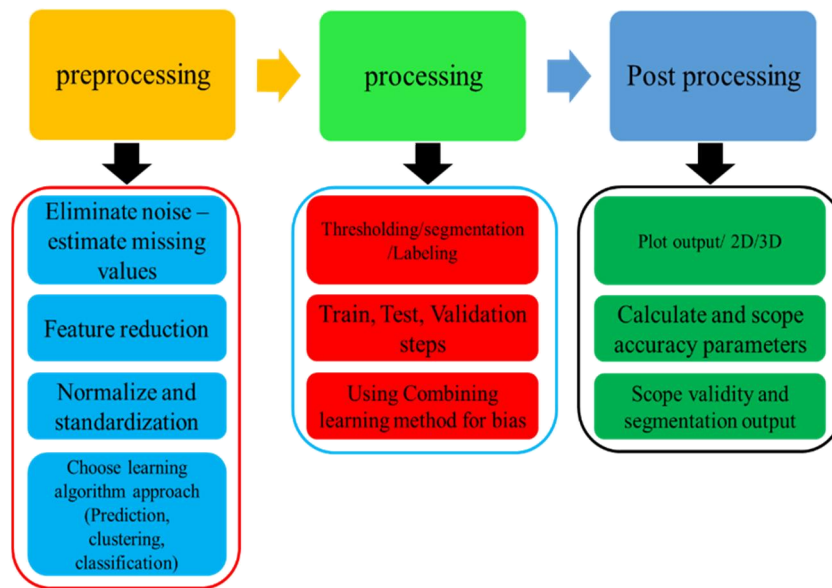 preprocessing
processing
Post processing
Eliminate noise –
estimate missing
values
Feature reduction
Normalize and
standardization
Choose learning
algorithm approach
(Prediction,
clustering,
classification)
Thresholding/segmentation
/Labeling
Train, Test, Validation
steps
Using Combining
learning method for bias
Plot output/ 2D/3D
Calculate and scope
accuracy parameters
Scope validity and
segmentation output